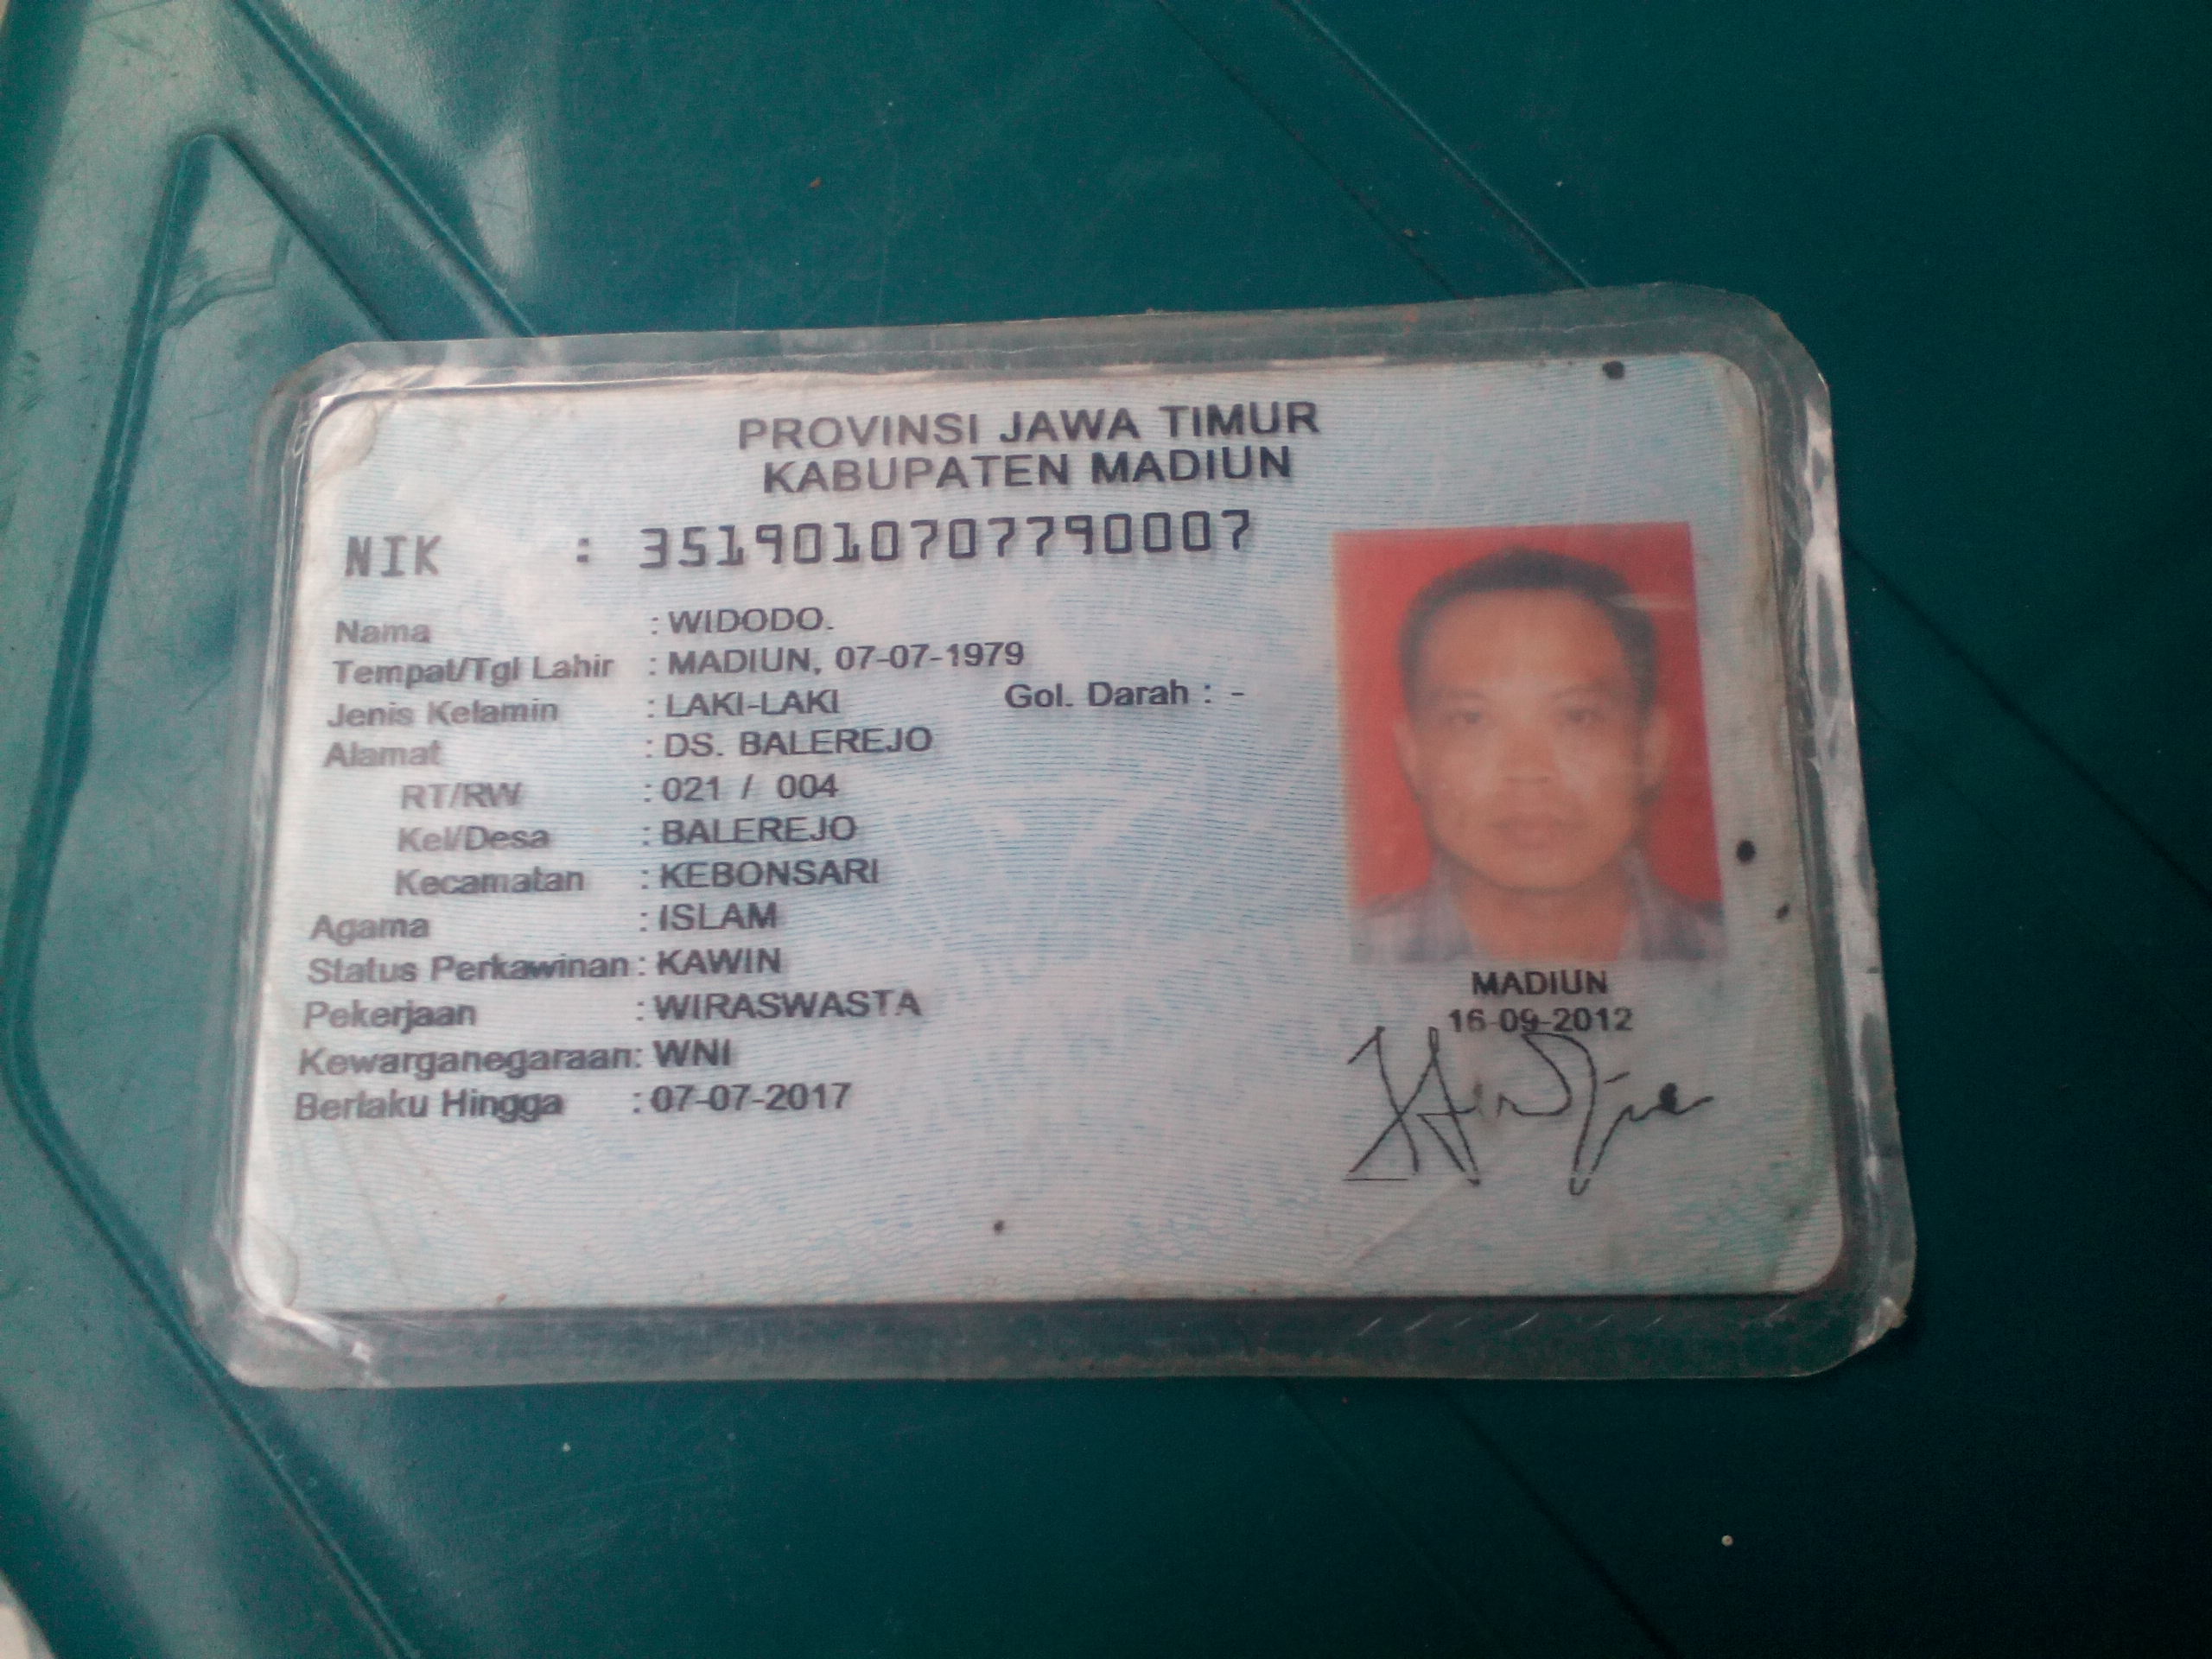 PROVINSI JAWA TIMUR
KABUPATEN MADIUN
NIK : 3519010707790007
Nama : WIDODO.
Tempat/Tgl Lahir : MADIUN, 07-07-1979
Jenis Kelamin : LAKI-LAKI Gol. Darah : -
Alamat : DS. BALEREJO
RT/RW : 021 / 004
Kel/Desa : BALEREJO
Kecamatan : KEBONSARI
Agama : ISLAM
Status Perkawinan : KAWIN
Pekerjaan : WIRASWASTA
Kewarganegaraan: WNI
Berlaku Hingga : 07-07-2017
MADIUN
16-09-2012